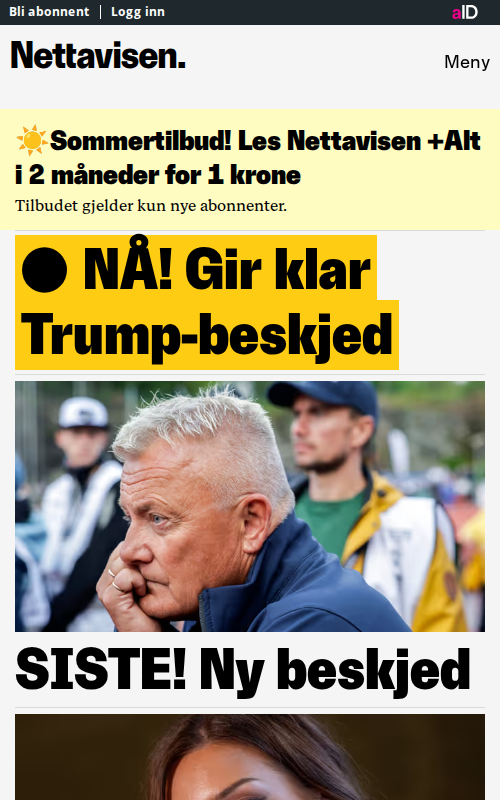 Bli abonnent | Logg inn
aID
Nettavisen.
Meny
☀️Sommertilbud! Les Nettavisen +Alt
i 2 måneder for 1 krone
Tilbudet gjelder kun nye abonnenter.
● NÅ! Gir klar
Trump-beskjed
SISTE! Ny beskjed